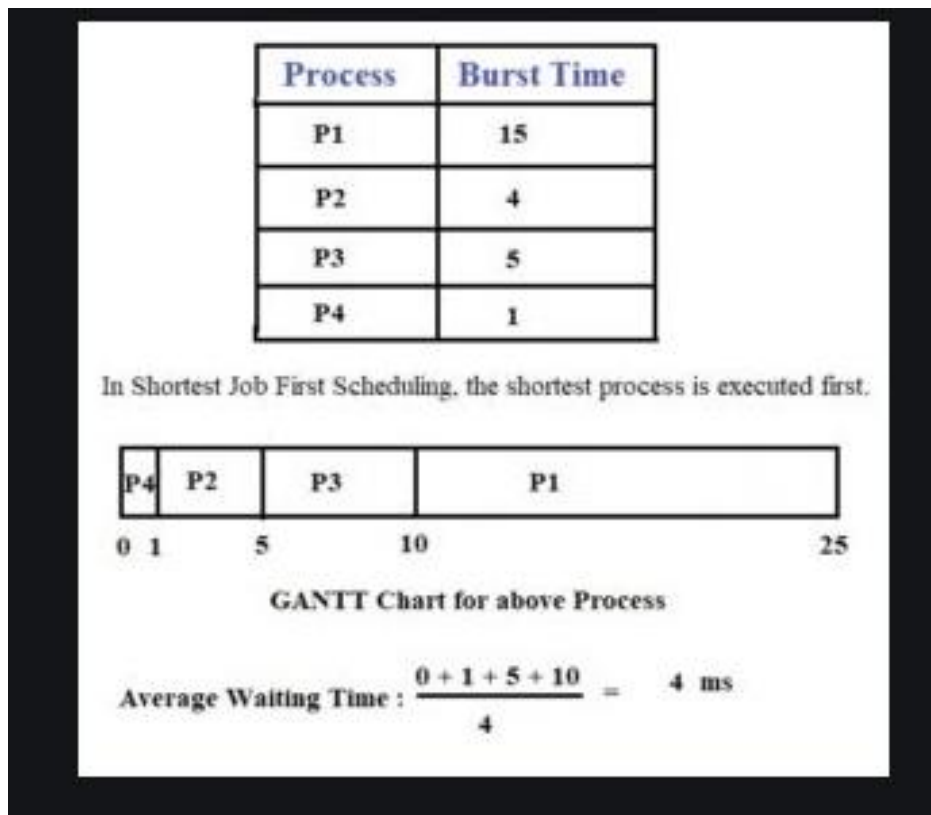 Process Burst Time
P1 15
P2 4
P3 5
P4 1
In Shortest Job First Scheduling, the shortest process is executed first.
P4 P2 P3 P1
0 1 5 10 25
GANTT Chart for above Process
0 + 1 + 5 + 10
Average Waiting Time : = 4 ms
4